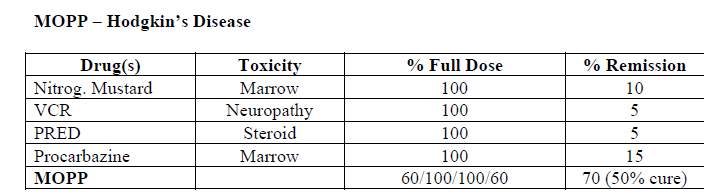 MOPP – Hodgkin's Disease
Drug(s) Toxicity % Full Dose % Remission
Nitrog. Mustard Marrow 100 10
VCR Neuropathy 100 5
PRED Steroid 100 5
Procarbazine Marrow 100 15
MOPP 60/100/100/60 70 (50% cure)